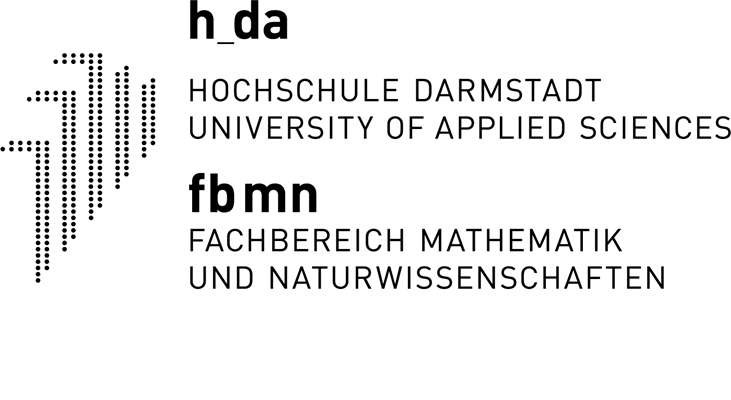 h_da
HOCHSCHULE DARMSTADT
UNIVERSITY OF APPLIED SCIENCES
fbmn
FACHBEREICH MATHEMATIK
UND NATURWISSENSCHAFTEN